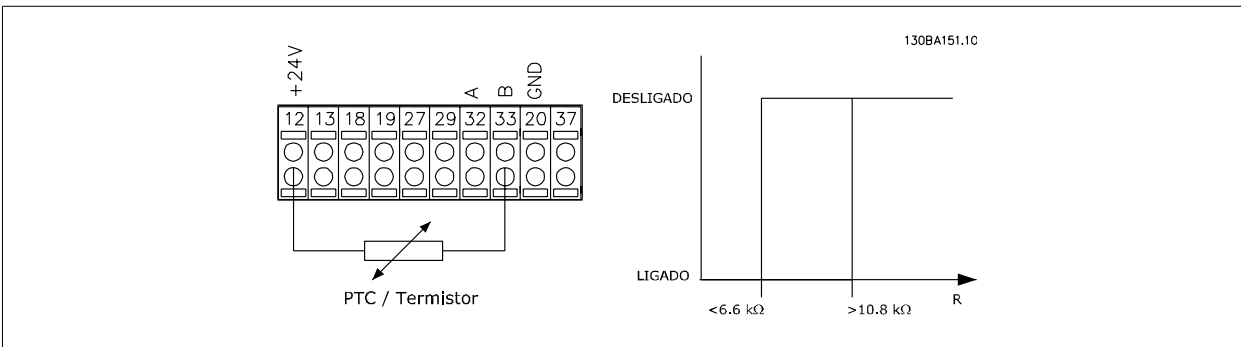 130BA151.10
+24V
A
B
GND
12 13 18 19 27 29 32 33 20 37
PTC / Termistor
DESLIGADO
LIGADO
<6.6 kΩ
>10.8 kΩ
R